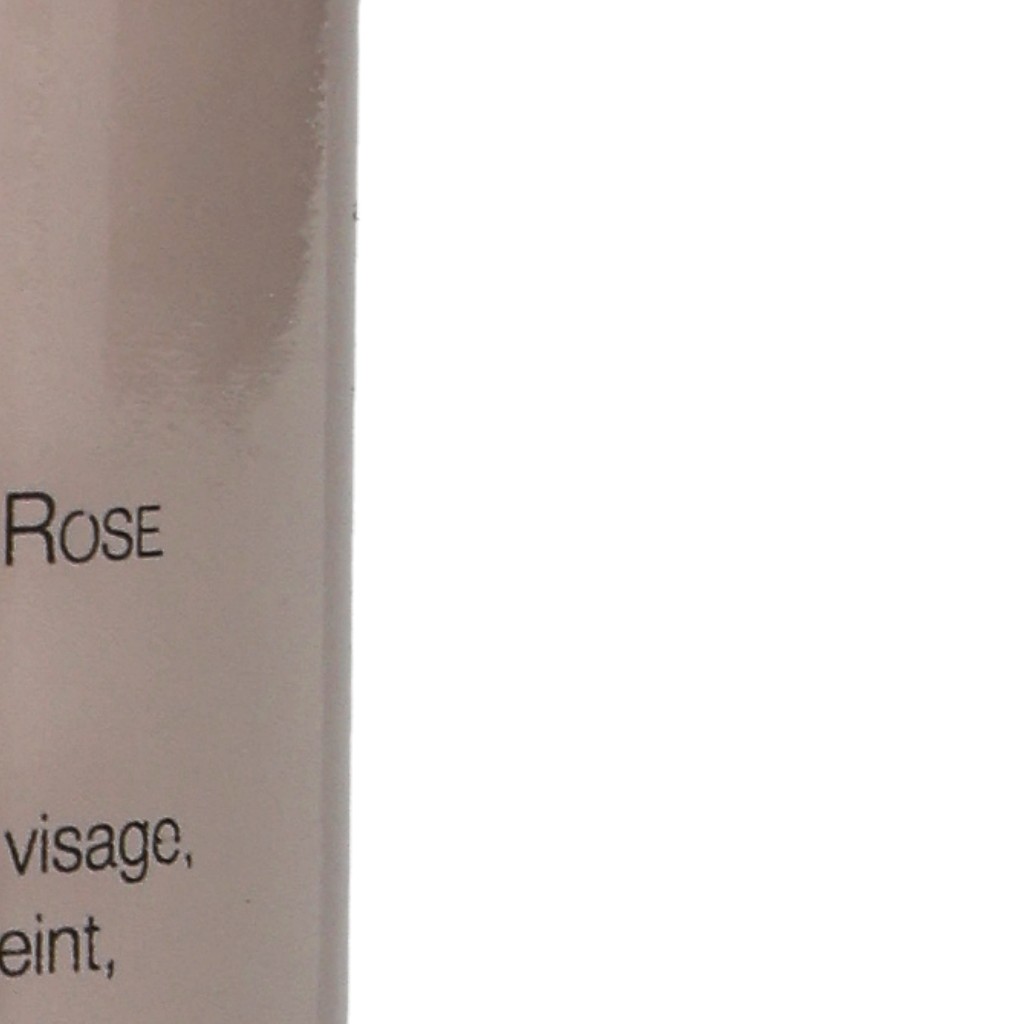 ROSE
visage,
eint,